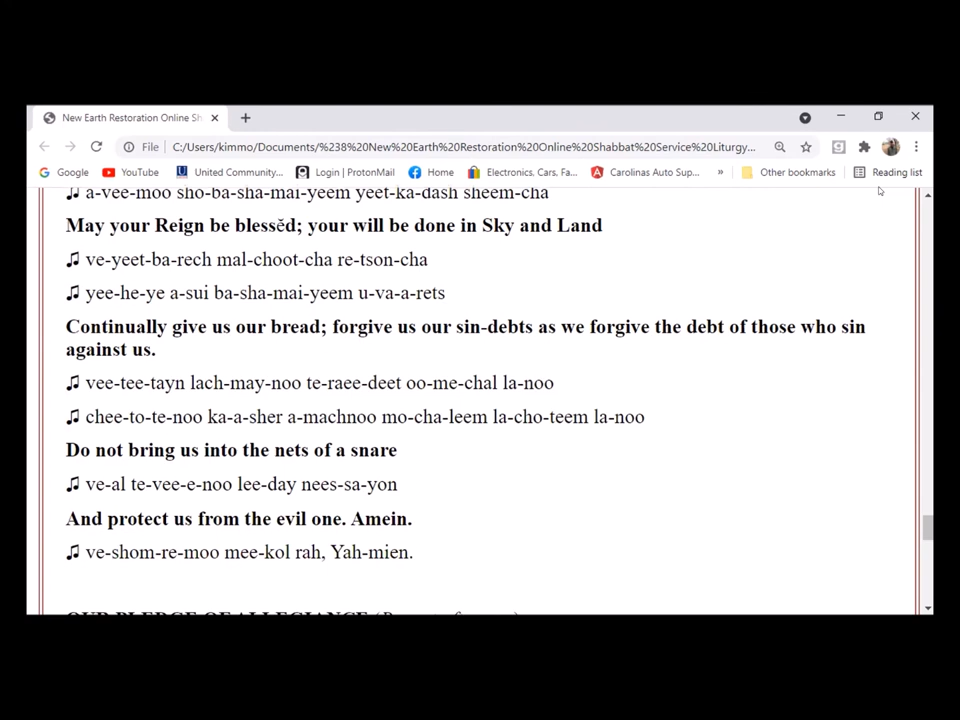 New Earth Restoration Online Sh
File C:/Users/kimmo/Documents/%238%20New%20Earth%20Restoration%20Online%20Shabbat%20Service%20Liturgy...
Google YouTube United Community... Login | ProtonMail Home Electronics, Cars, Fa... Carolinas Auto Sup... » Other bookmarks Reading list
♫ a-vee-moo sho-ba-sha-mai-yeem yeet-ka-dash sheem-cha
May your Reign be blessĕd; your will be done in Sky and Land
♫ ve-yeet-ba-rech mal-choot-cha re-tson-cha
♫ yee-he-ye a-sui ba-sha-mai-yeem u-va-a-rets
Continually give us our bread; forgive us our sin-debts as we forgive the debt of those who sin
against us.
♫ vee-tee-tayn lach-may-noo te-raee-deet oo-me-chal la-noo
♫ chee-to-te-noo ka-a-sher a-machnoo mo-cha-leem la-cho-teem la-noo
Do not bring us into the nets of a snare
♫ ve-al te-vee-e-noo lee-day nees-sa-yon
And protect us from the evil one. Amein.
♫ ve-shom-re-moo mee-kol rah, Yah-mien.
OUR PLEDGE OF ALLEGIANCE